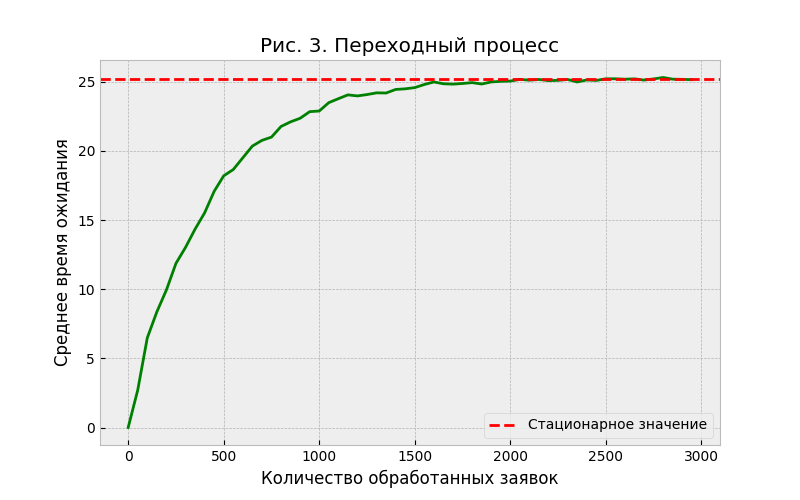 Рис. 3. Переходный процесс
Среднее время ожидания
25
20
15
10
5
0
Стационарное значение
0 500 1000 1500 2000 2500 3000
Количество обработанных заявок